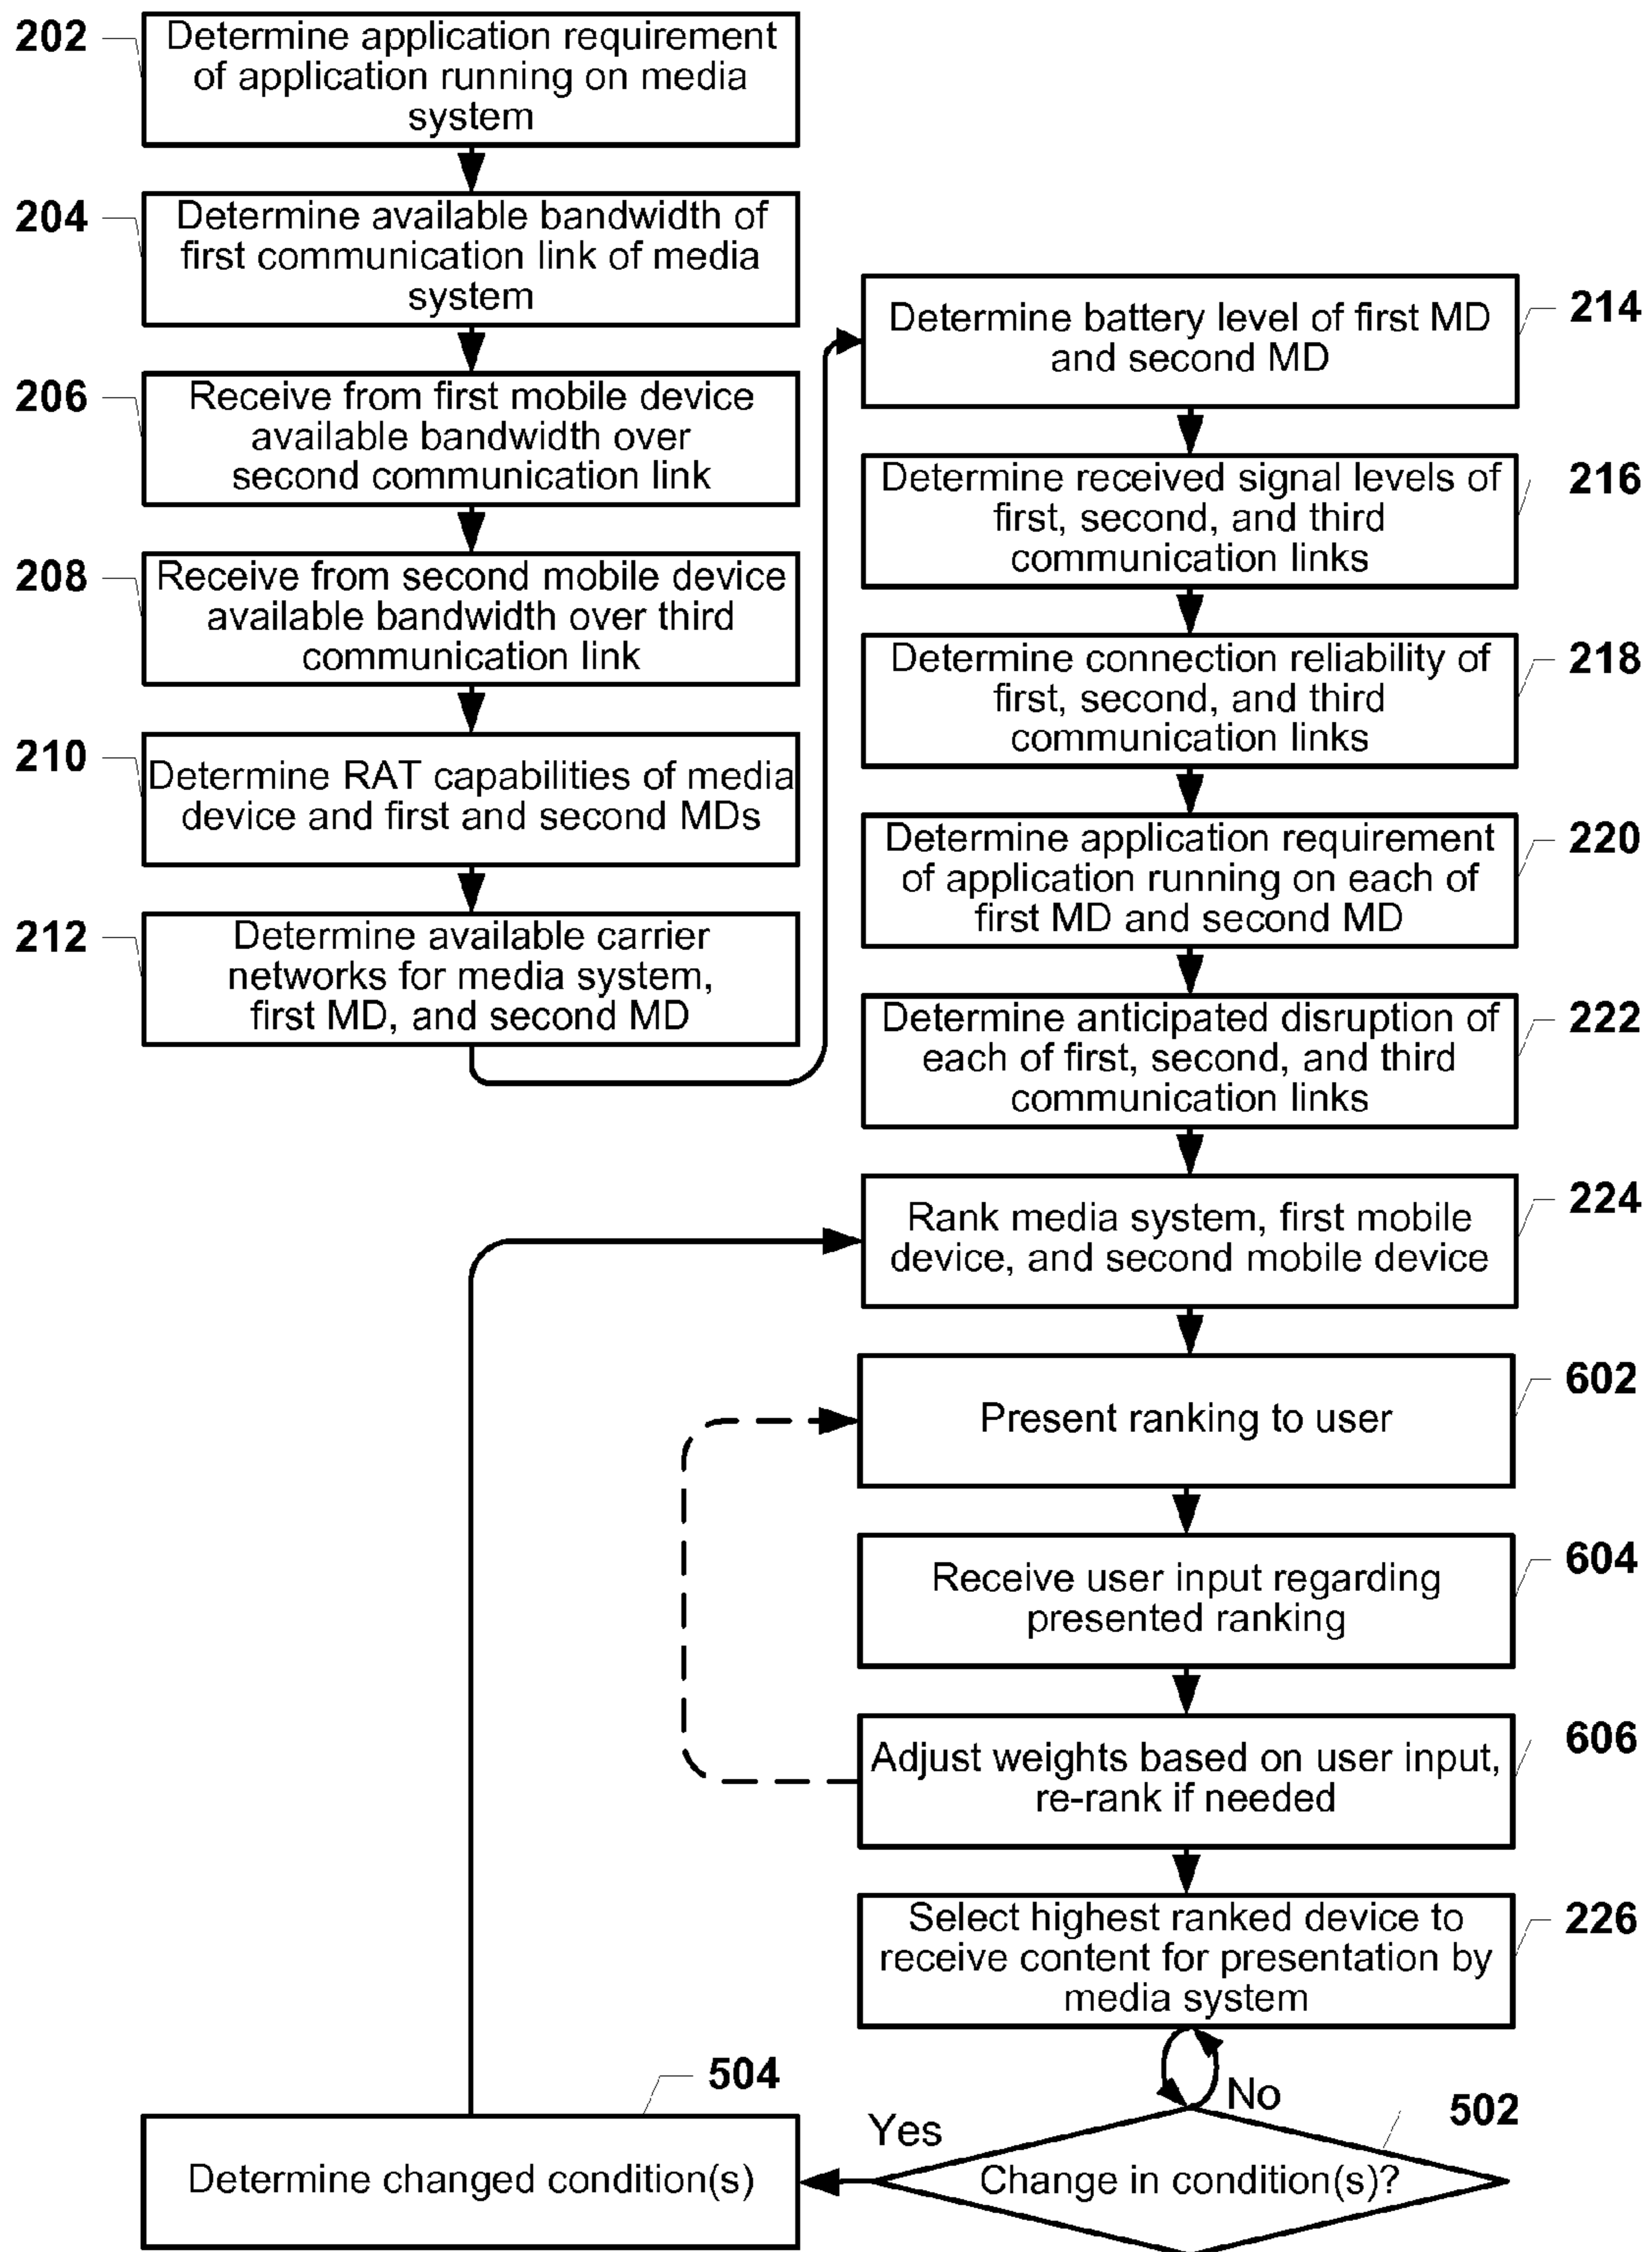 202
Determine application requirement
of application running on media
system
204
Determine available bandwidth of
first communication link of media
system
206
Receive from first mobile device
available bandwidth over
second communication link
208
Receive from second mobile device
available bandwidth over third
communication link
210
Determine RAT capabilities of media
device and first and second MDs
212
Determine available carrier
networks for media system,
first MD, and second MD
214
Determine battery level of first MD
and second MD
216
Determine received signal levels of
first, second, and third
communication links
218
Determine connection reliability of
first, second, and third
communication links
220
Determine application requirement
of application running on each of
first MD and second MD
222
Determine anticipated disruption of
each of first, second, and third
communication links
224
Rank media system, first mobile
device, and second mobile device
602
Present ranking to user
604
Receive user input regarding
presented ranking
606
Adjust weights based on user input,
re-rank if needed
226
Select highest ranked device to
receive content for presentation by
media system
No
502
Change in condition(s)?
Yes
504
Determine changed condition(s)